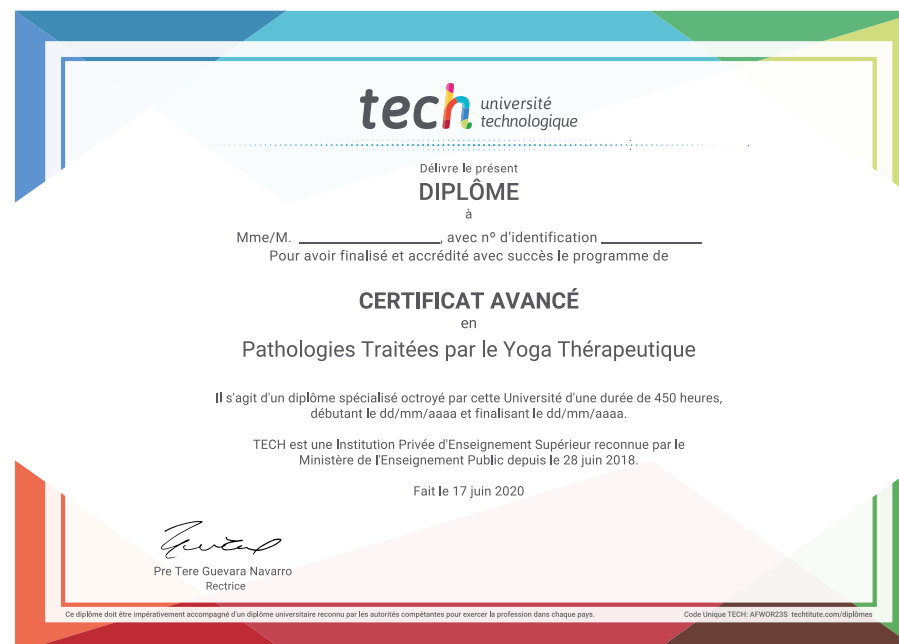 tech université
technologique
Délivre le présent
DIPLÔME
à
Mme/M. ____________________, avec nº d'identification ______________
Pour avoir finalisé et accrédité avec succès le programme de
CERTIFICAT AVANCÉ
en
Pathologies Traitées par le Yoga Thérapeutique
Il s'agit d'un diplôme spécialisé octroyé par cette Université d'une durée de 450 heures,
débutant le dd/mm/aaaa et finalisant le dd/mm/aaaa.
TECH est une Institution Privée d'Enseignement Supérieur reconnue par le
Ministère de l'Enseignement Public depuis le 28 juin 2018.
Fait le 17 juin 2020
Pre Tere Guevara Navarro
Rectrice
Ce diplôme doit être impérativement accompagné d'un diplôme universitaire reconnu par les autorités compétentes pour exercer la profession dans chaque pays.
Code Unique TECH: AFWOR23S techtitute.com/diplômes